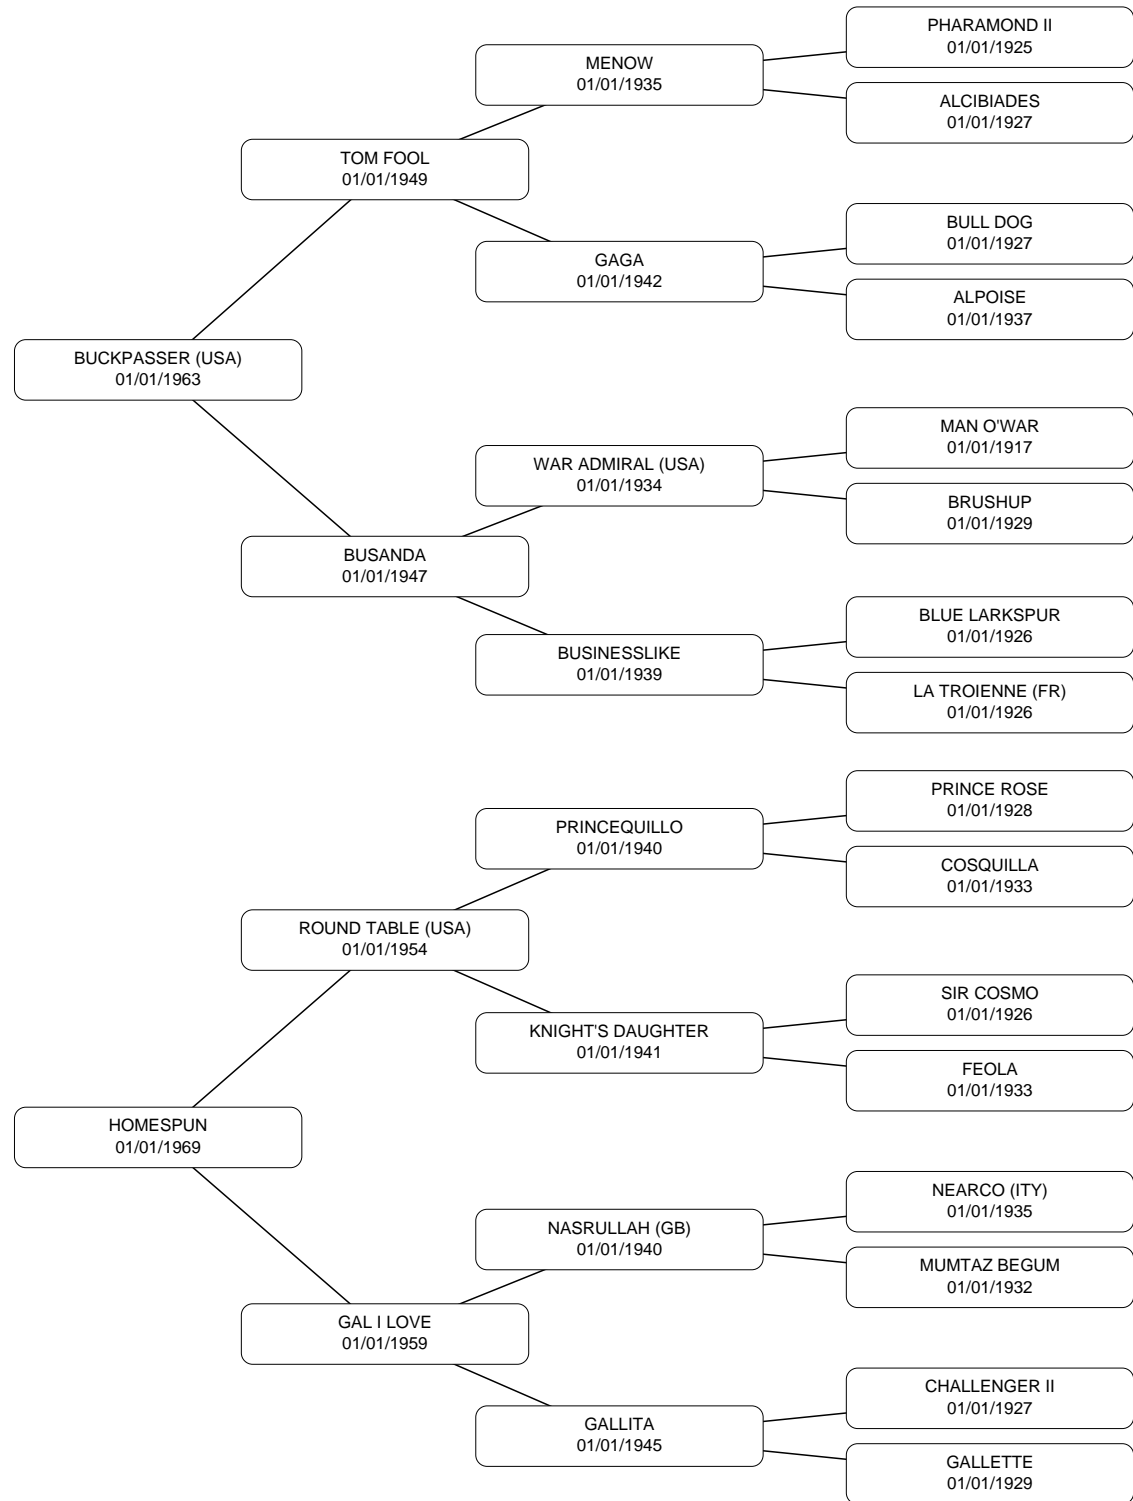 PHARAMOND II
01/01/1925
MENOW
01/01/1935
ALCIBIADES
01/01/1927
TOM FOOL
01/01/1949
BULL DOG
01/01/1927
GAGA
01/01/1942
ALPOISE
01/01/1937
BUCKPASSER (USA)
01/01/1963
MAN O'WAR
01/01/1917
WAR ADMIRAL (USA)
01/01/1934
BRUSHUP
01/01/1929
BUSANDA
01/01/1947
BLUE LARKSPUR
01/01/1926
BUSINESSLIKE
01/01/1939
LA TROIENNE (FR)
01/01/1926
PRINCE ROSE
01/01/1928
PRINCEQUILLO
01/01/1940
COSQUILLA
01/01/1933
ROUND TABLE (USA)
01/01/1954
SIR COSMO
01/01/1926
KNIGHT'S DAUGHTER
01/01/1941
FEOLA
01/01/1933
HOMESPUN
01/01/1969
NEARCO (ITY)
01/01/1935
NASRULLAH (GB)
01/01/1940
MUMTAZ BEGUM
01/01/1932
GAL I LOVE
01/01/1959
CHALLENGER II
01/01/1927
GALLITA
01/01/1945
GALLETTE
01/01/1929